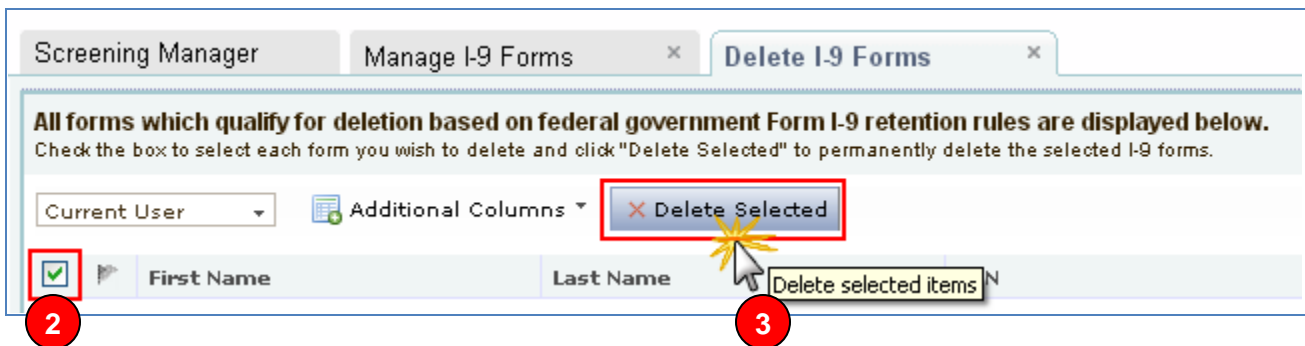 Screening Manager Manage I-9 Forms × Delete I-9 Forms ×
All forms which qualify for deletion based on federal government Form I-9 retention rules are displayed below.
Check the box to select each form you wish to delete and click "Delete Selected" to permanently delete the selected I-9 forms.
Current User Additional Columns Delete Selected
First Name Last Name N
Delete selected items
2 3